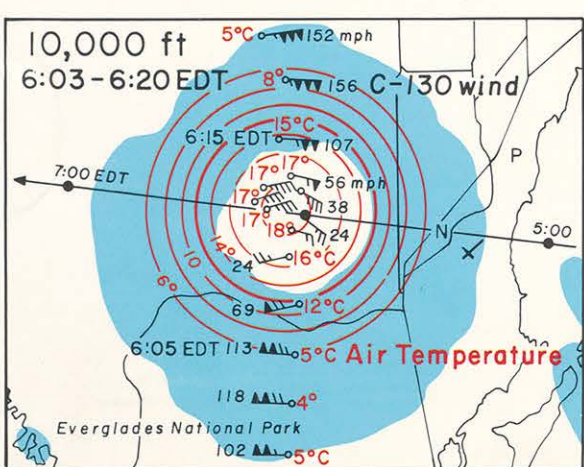 10,000 ft
6:03-6:20 EDT
5°C 152 mph
8° 156 C-130 wind
15°C
6:15 EDT 107
17° 17°
P
7:00 EDT
17° 56 mph
38
17° 18° 24
N 5:00
14°
24 16°C
10
6°
69 12°C
6:05 EDT 113 5°C Air Temperature
118 4°
Everglades National Park
102 5°C